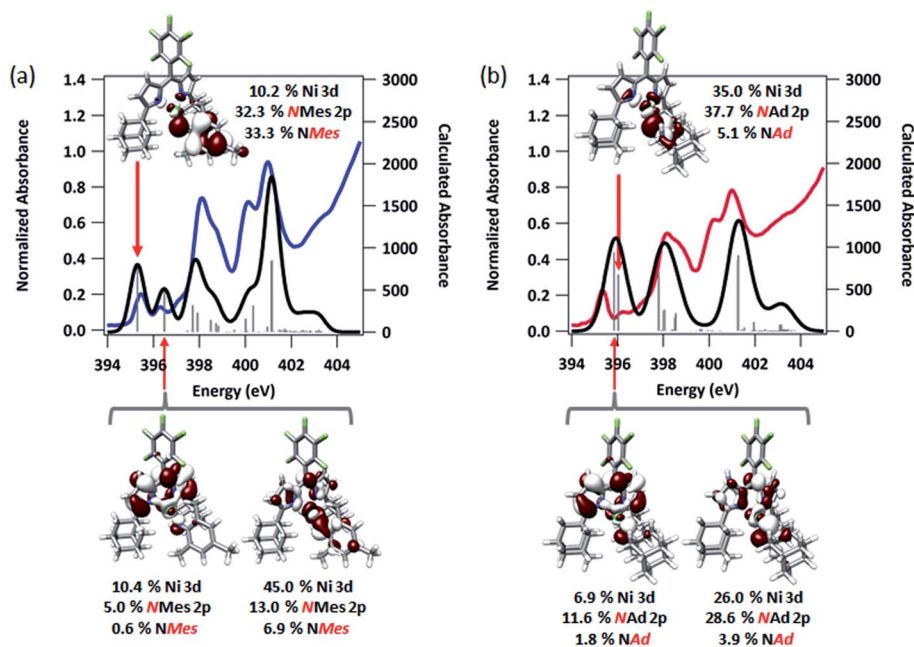 (a)
10.2 % Ni 3d
32.3 % NMes 2p
33.3 % NMes
1.4
1.2
1.0
0.8
0.6
0.4
0.2
0.0
Normalized Absorbance
3000
2500
2000
1500
1000
500
0
Calculated Absorbance
394 396 398 400 402 404
Energy (eV)
10.4 % Ni 3d
5.0 % NMes 2p
0.6 % NMes
45.0 % Ni 3d
13.0 % NMes 2p
6.9 % NMes
(b)
35.0 % Ni 3d
37.7 % NAd 2p
5.1 % NAd
1.4
1.2
1.0
0.8
0.6
0.4
0.2
0.0
Normalized Absorbance
3000
2500
2000
1500
1000
500
0
Calculated Absorbance
394 396 398 400 402 404
Energy (eV)
6.9 % Ni 3d
11.6 % NAd 2p
1.8 % NAd
26.0 % Ni 3d
28.6 % NAd 2p
3.9 % NAd